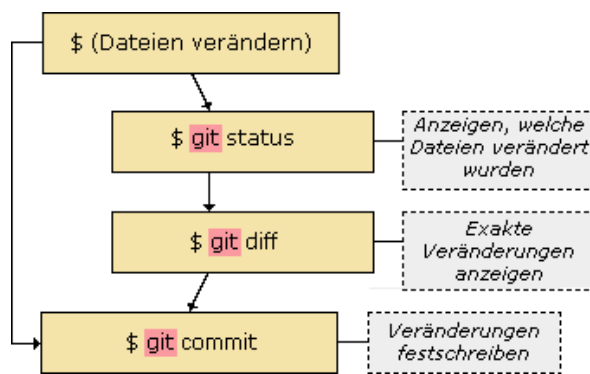 $ (Dateien verändern)
$ git status
Anzeigen, welche
Dateien verändert
wurden
$ git diff
Exakte
Veränderungen
anzeigen
$ git commit
Veränderungen
festschreiben